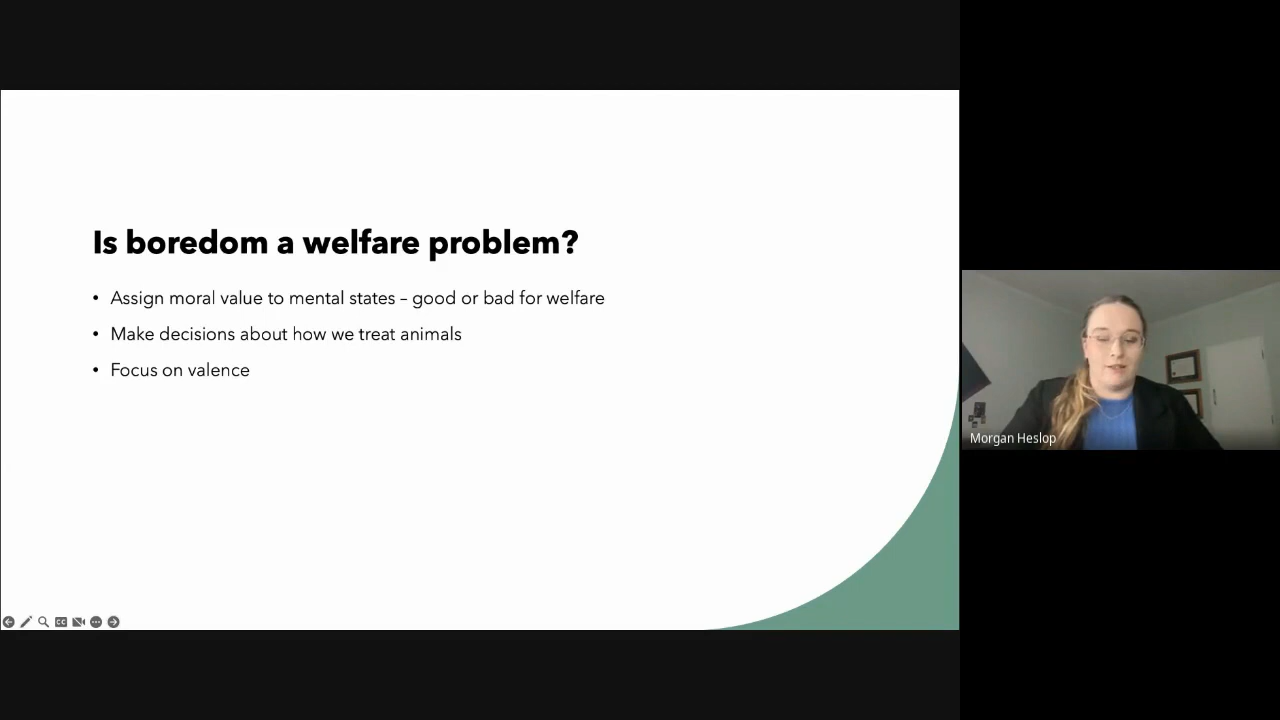 Is boredom a welfare problem?
• Assign moral value to mental states – good or bad for welfare
• Make decisions about how we treat animals
• Focus on valence
Morgan Heslop